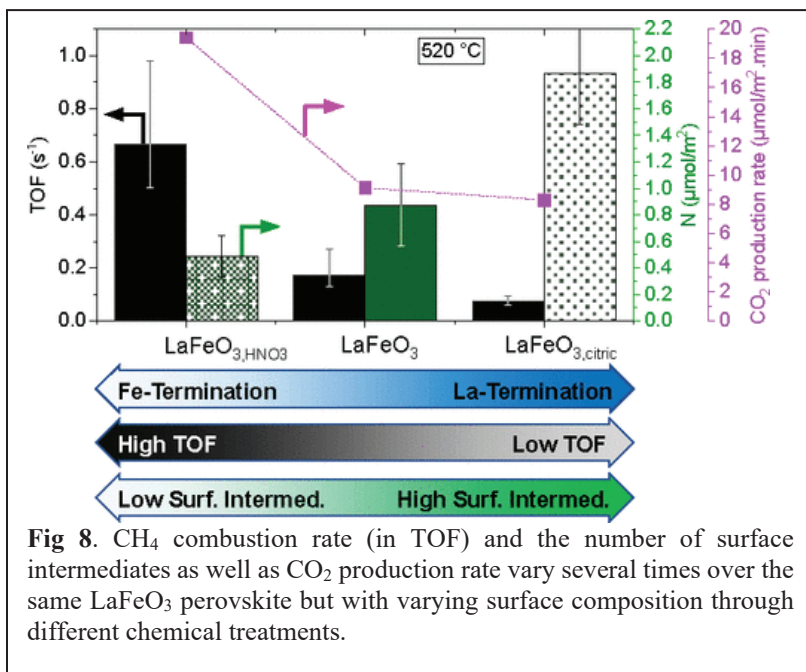 520 °C
TOF (s⁻¹)
1.0
0.8
0.6
0.4
0.2
0.0
2.2
2.0
1.8
1.6
1.4
1.2
1.0
0.8
0.6
0.4
0.2
0.0
N (μmol/m²)
20
18
16
14
12
10
8
6
4
2
0
CO₂ production rate (μmol/m².min)
LaFeO₃,HNO3 LaFeO₃ LaFeO₃,citric
Fe-Termination La-Termination
High TOF Low TOF
Low Surf. Intermed. High Surf. Intermed.
Fig 8. CH₄ combustion rate (in TOF) and the number of surface
intermediates as well as CO₂ production rate vary several times over the
same LaFeO₃ perovskite but with varying surface composition through
different chemical treatments.